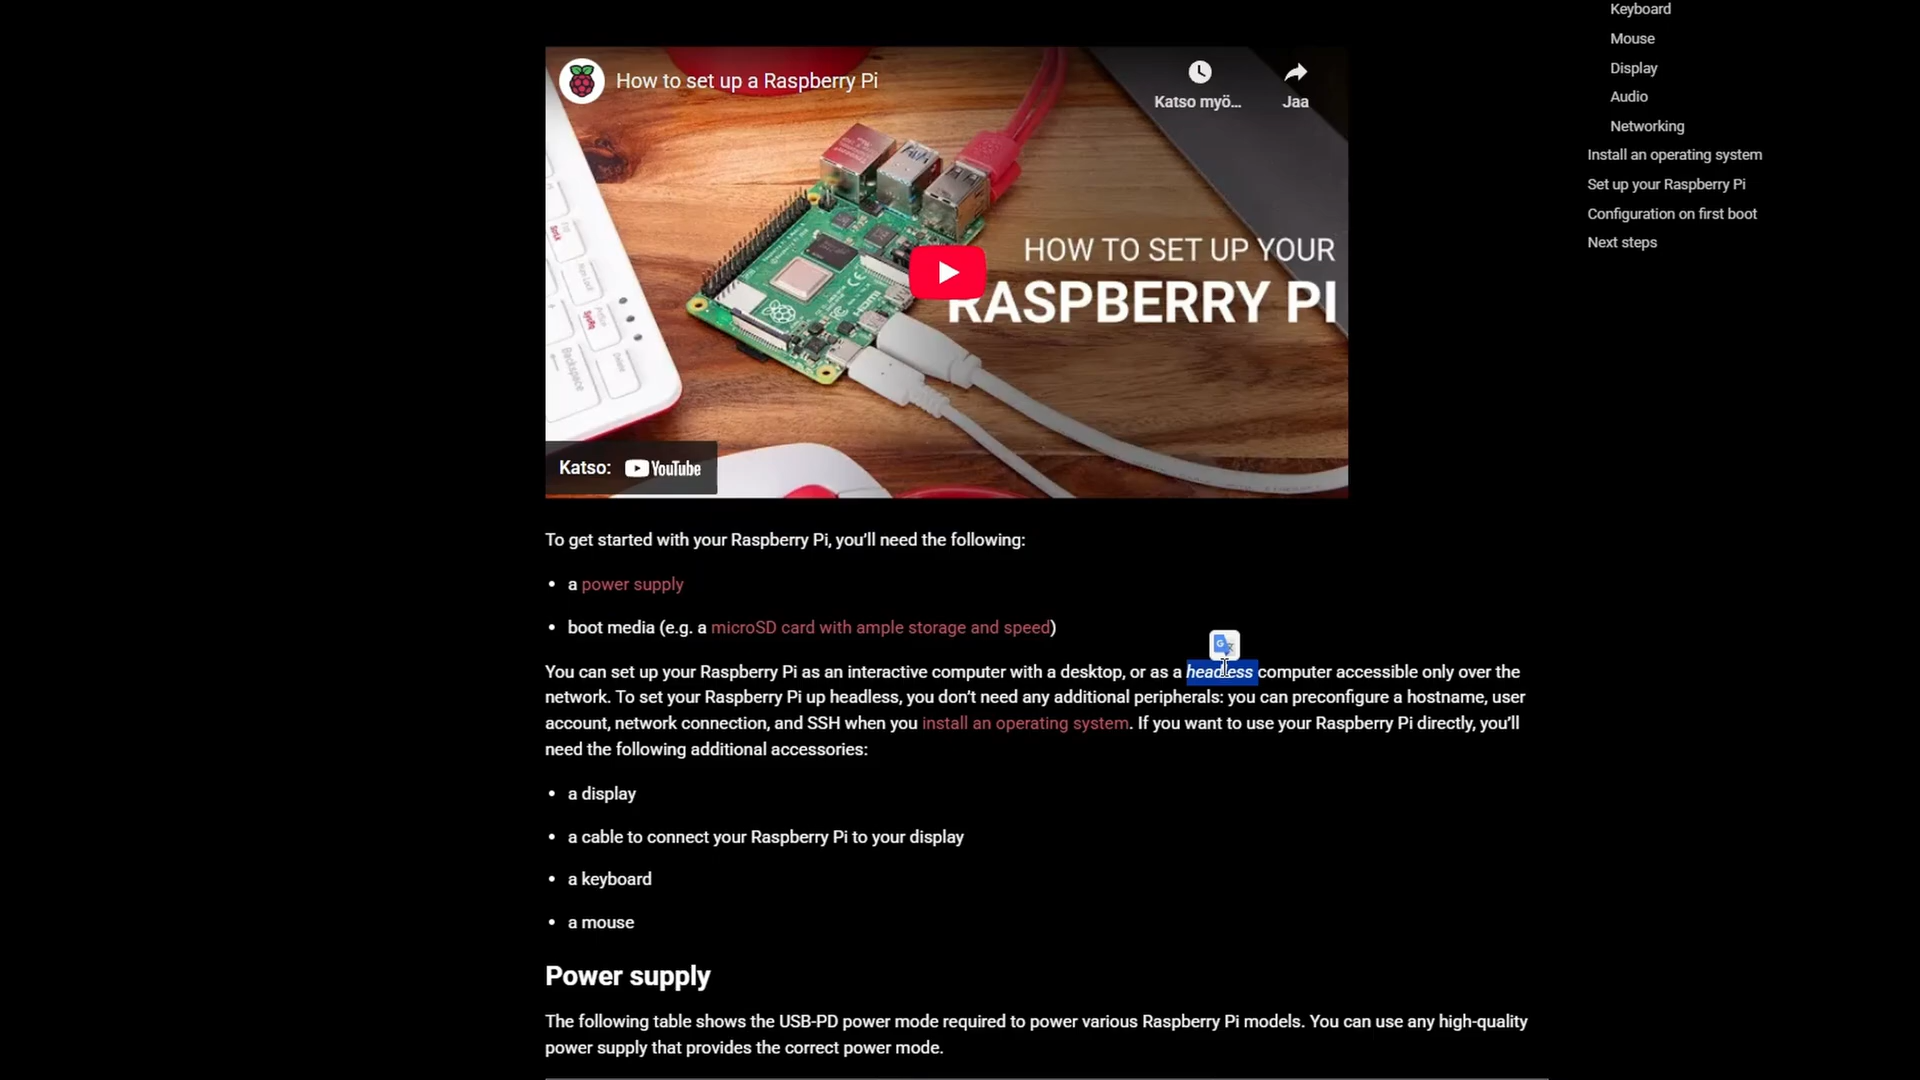 Keyboard
Mouse
Display
Audio
Networking
Install an operating system
Set up your Raspberry Pi
Configuration on first boot
Next steps
How to set up a Raspberry Pi
Katso myö...
Jaa
HOW TO SET UP YOUR
RASPBERRY PI
Backspace
Delete
Katso: YouTube
To get started with your Raspberry Pi, you’ll need the following:
• a power supply
• boot media (e.g. a microSD card with ample storage and speed)
You can set up your Raspberry Pi as an interactive computer with a desktop, or as a headless computer accessible only over the
network. To set your Raspberry Pi up headless, you don’t need any additional peripherals: you can preconfigure a hostname, user
account, network connection, and SSH when you install an operating system. If you want to use your Raspberry Pi directly, you’ll
need the following additional accessories:
• a display
• a cable to connect your Raspberry Pi to your display
• a keyboard
• a mouse
Power supply
The following table shows the USB-PD power mode required to power various Raspberry Pi models. You can use any high-quality
power supply that provides the correct power mode.